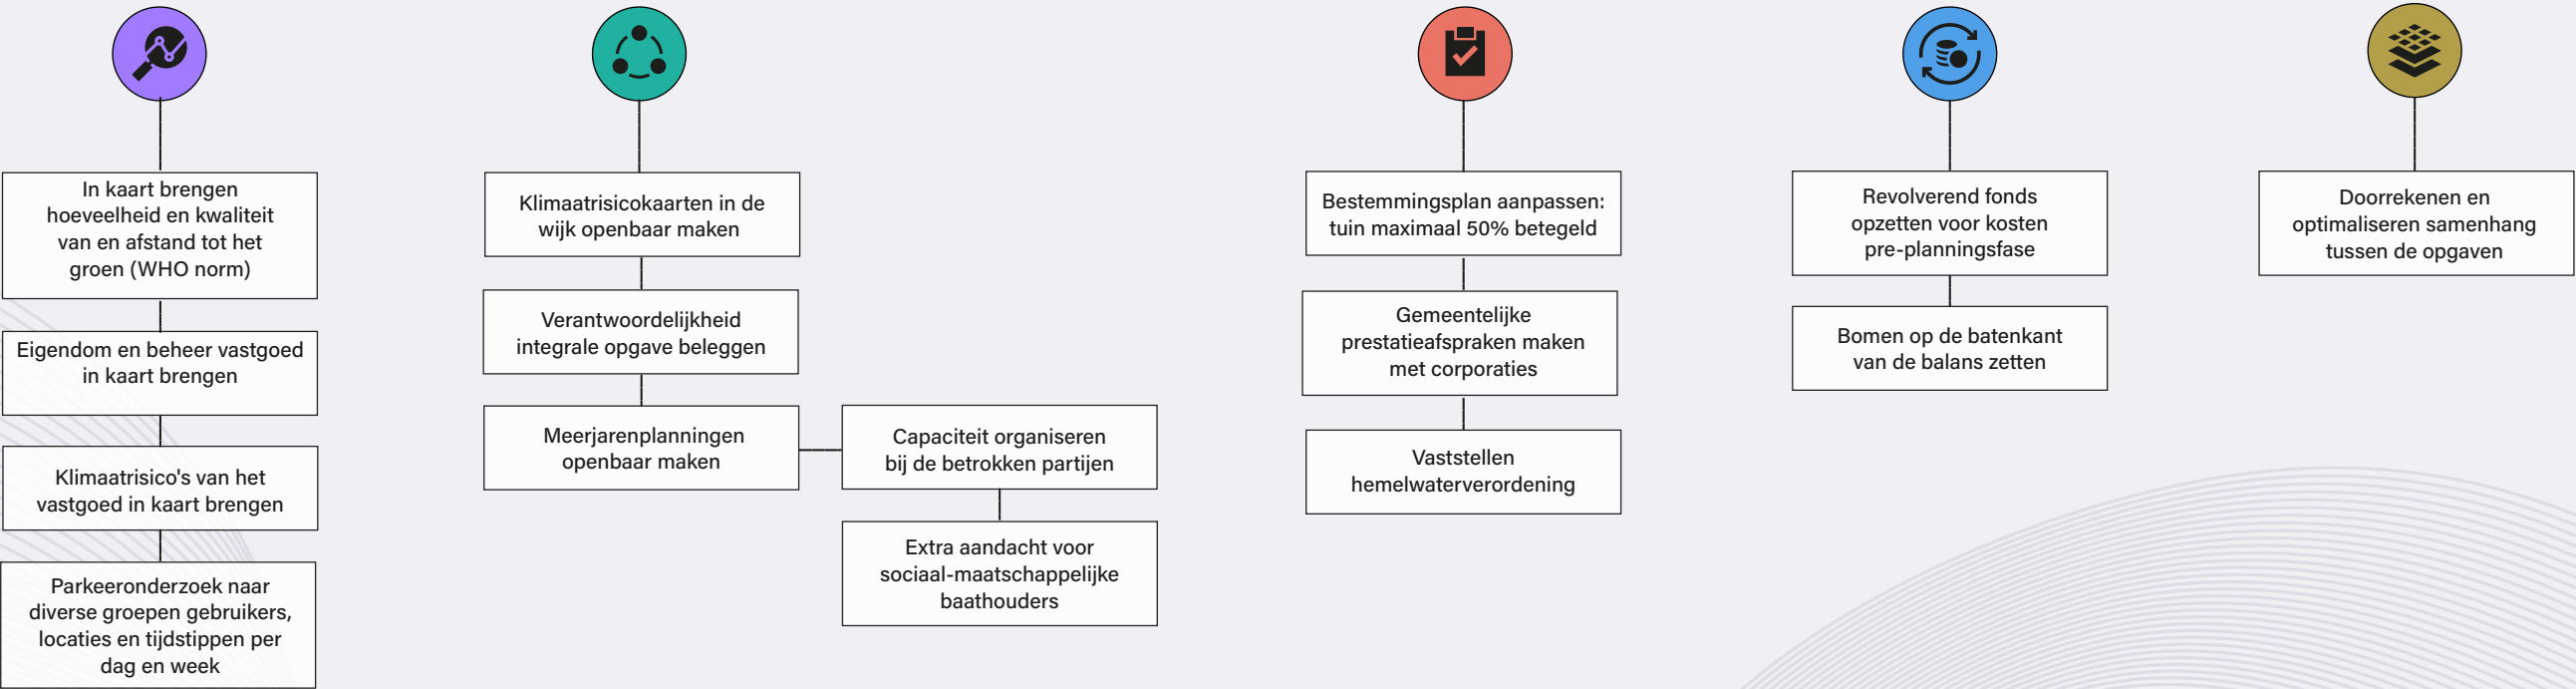 In kaart brengen
hoeveelheid en kwaliteit
van en afstand tot het
groen (WHO norm)
Eigendom en beheer vastgoed
in kaart brengen
Klimaatrisico's van het
vastgoed in kaart brengen
Parkeeronderzoek naar
diverse groepen gebruikers,
locaties en tijdstippen per
dag en week
Klimaatrisicokaarten in de
wijk openbaar maken
Verantwoordelijkheid
integrale opgave beleggen
Meerjarenplanningen
openbaar maken
Capaciteit organiseren
bij de betrokken partijen
Extra aandacht voor
sociaal-maatschappelijke
baathouders
Bestemmingsplan aanpassen:
tuin maximaal 50% betegeld
Gemeentelijke
prestatieafspraken maken
met corporaties
Vaststellen
hemelwaterverordening
Revolverend fonds
opzetten voor kosten
pre-planningsfase
Bomen op de batenkant
van de balans zetten
Doorrekenen en
optimaliseren samenhang
tussen de opgaven